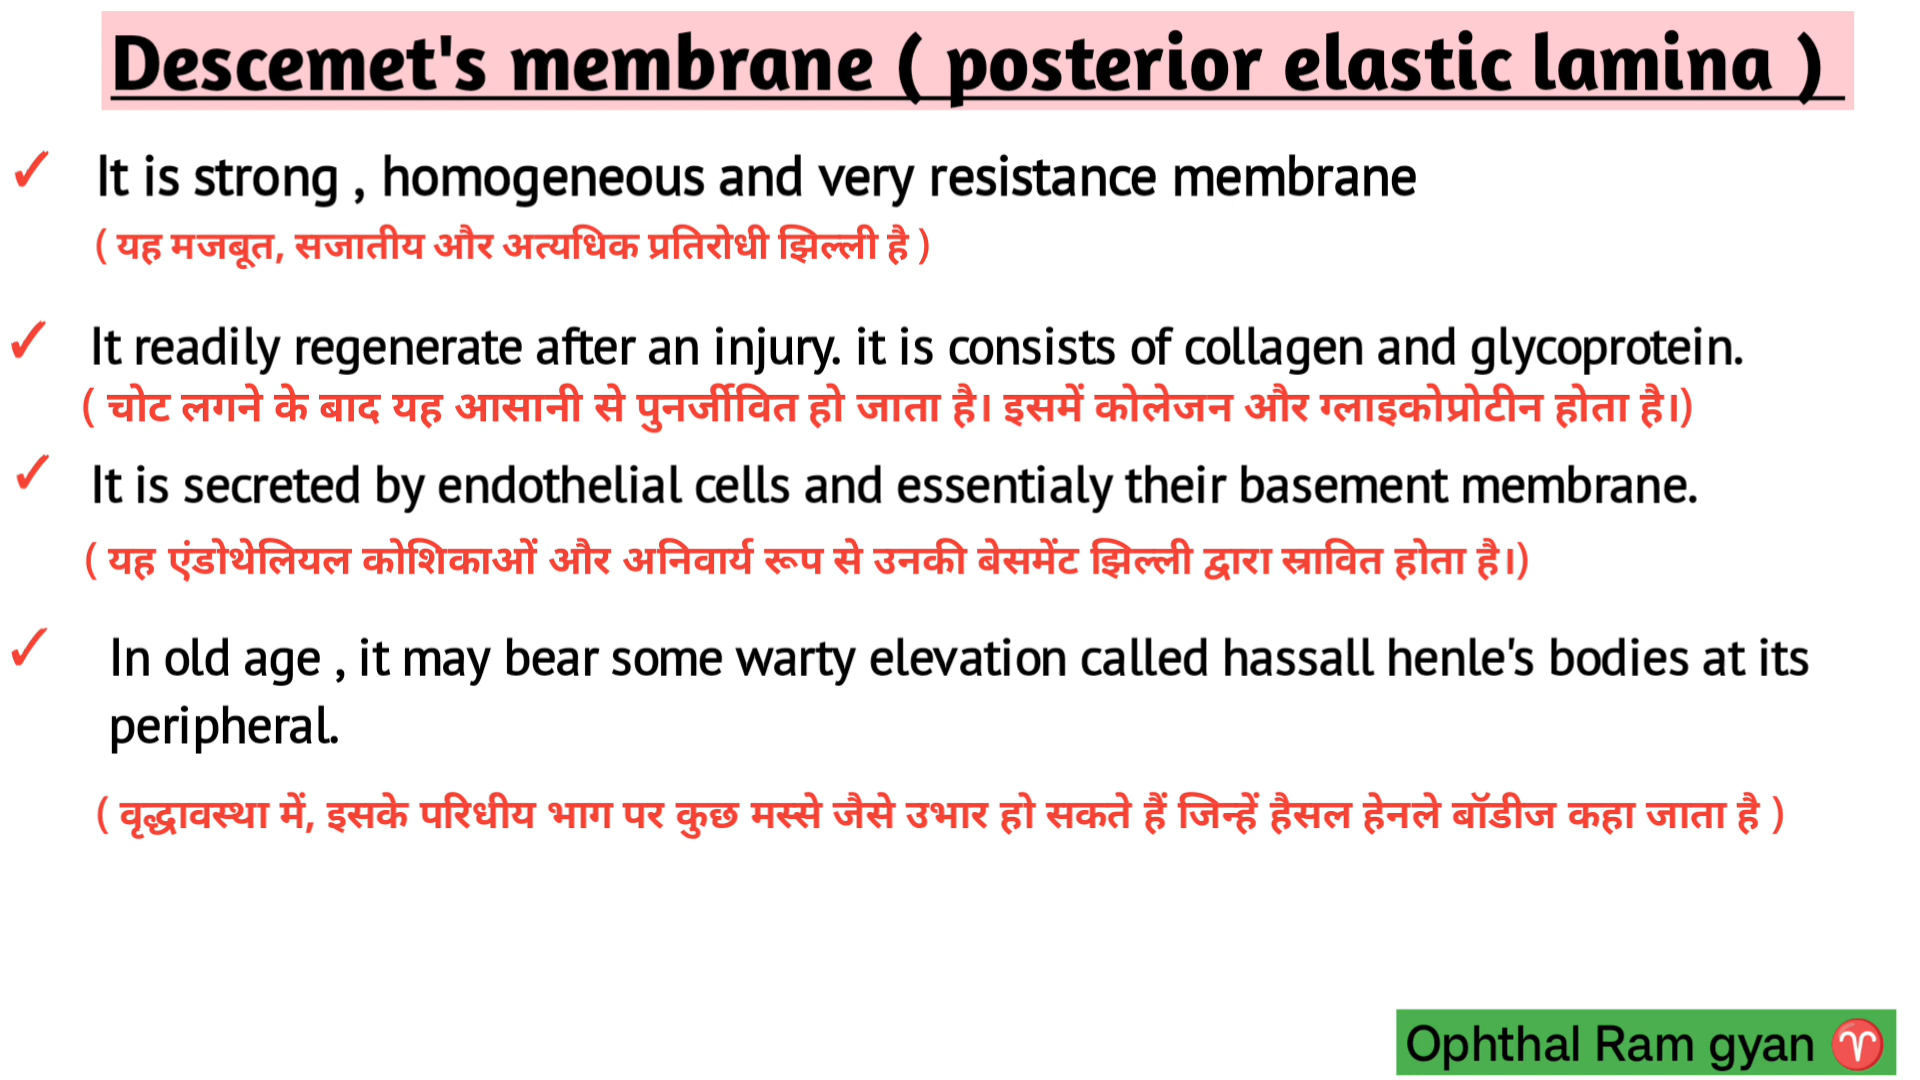 Descemet's membrane ( posterior elastic lamina )
✓ It is strong , homogeneous and very resistance membrane
( यह मजबूत, सजातीय और अत्यधिक प्रतिरोधी झिल्ली है )
✓ It readily regenerate after an injury. it is consists of collagen and glycoprotein.
( चोट लगने के बाद यह आसानी से पुनर्जीवित हो जाता है। इसमें कोलेजन और ग्लाइकोप्रोटीन होता है।)
✓ It is secreted by endothelial cells and essentialy their basement membrane.
( यह एंडोथेलियल कोशिकाओं और अनिवार्य रूप से उनकी बेसमेंट झिल्ली द्वारा स्रावित होता है।)
✓ In old age , it may bear some warty elevation called hassall henle's bodies at its
peripheral.
( वृद्धावस्था में, इसके परिधीय भाग पर कुछ मस्से जैसे उभार हो सकते हैं जिन्हें हैसल हेनले बॉडीज कहा जाता है )
Ophthal Ram gyan ♈